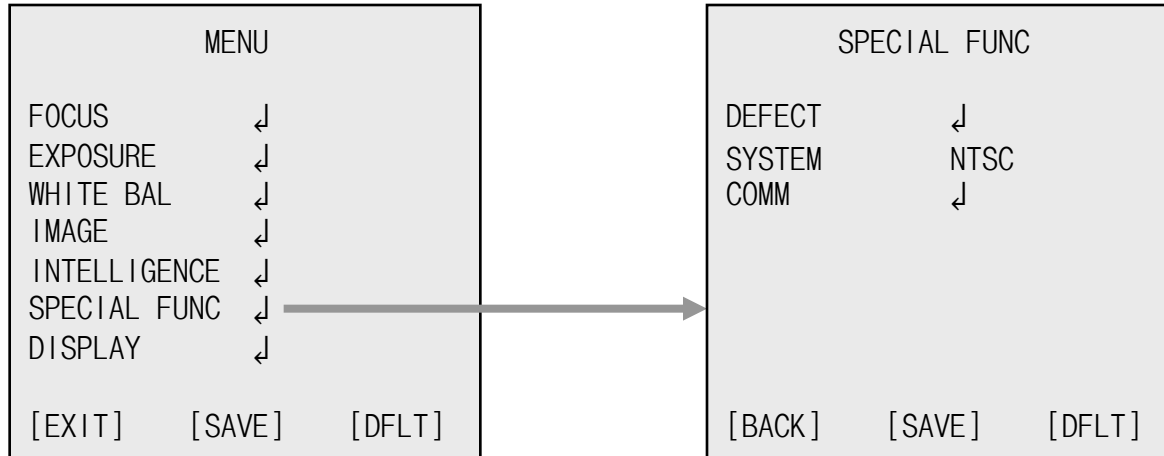 MENU
FOCUS ↲
EXPOSURE ↲
WHITE BAL ↲
IMAGE ↲
INTELLIGENCE ↲
SPECIAL FUNC ↲
DISPLAY ↲
[EXIT] [SAVE] [DFLT]
SPECIAL FUNC
DEFECT ↲
SYSTEM NTSC
COMM ↲
[BACK] [SAVE] [DFLT]